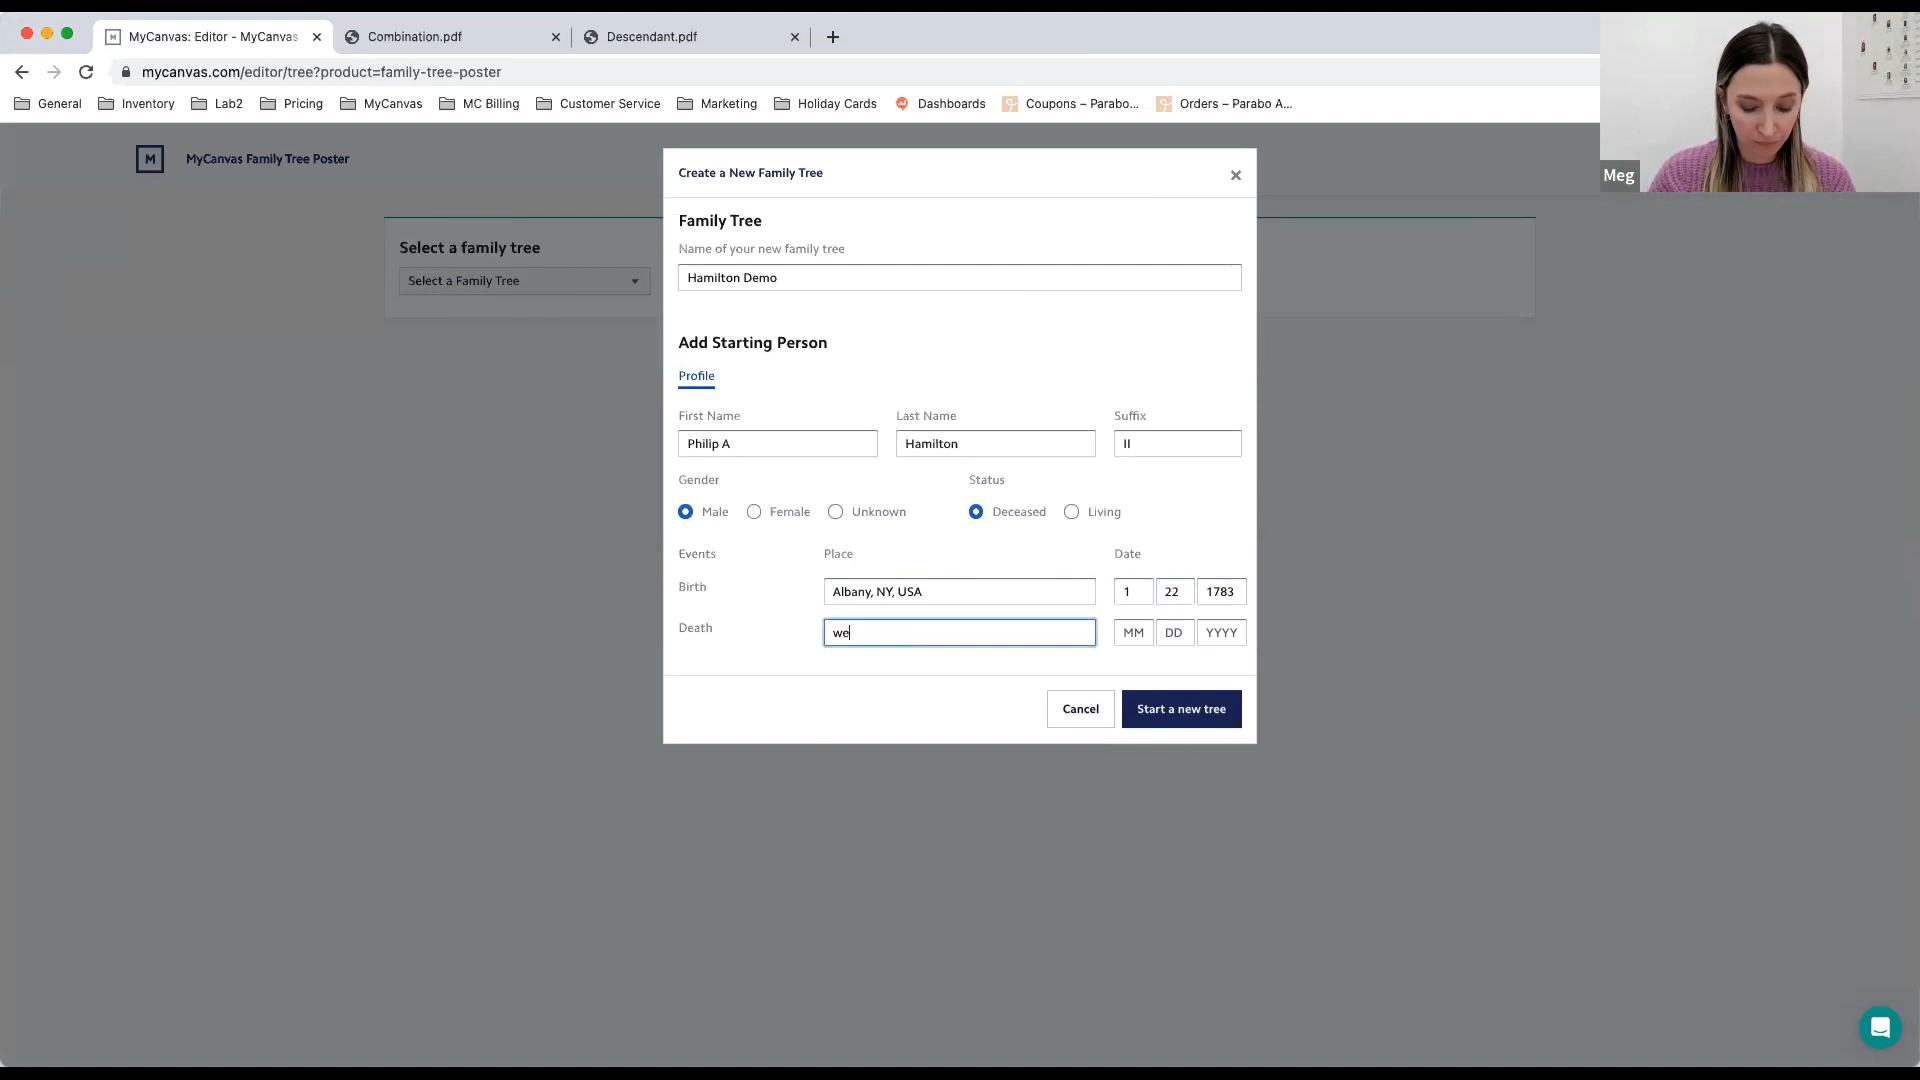 MyCanvas: Editor - MyCanvas
Combination.pdf
Descendant.pdf
mycanvas.com/editor/tree?product=family-tree-poster
General Inventory Lab2 Pricing MyCanvas MC Billing Customer Service Marketing Holiday Cards Dashboards Coupons – Parabo... Orders – Parabo A...
Meg
M MyCanvas Family Tree Poster
Select a family tree
Select a Family Tree
Create a New Family Tree
Family Tree
Name of your new family tree
Hamilton Demo
Add Starting Person
Profile
First Name Last Name Suffix
Philip A Hamilton II
Gender Status
Male Female Unknown Deceased Living
Events Place Date
Birth Albany, NY, USA 1 22 1783
Death we MM DD YYYY
Cancel Start a new tree